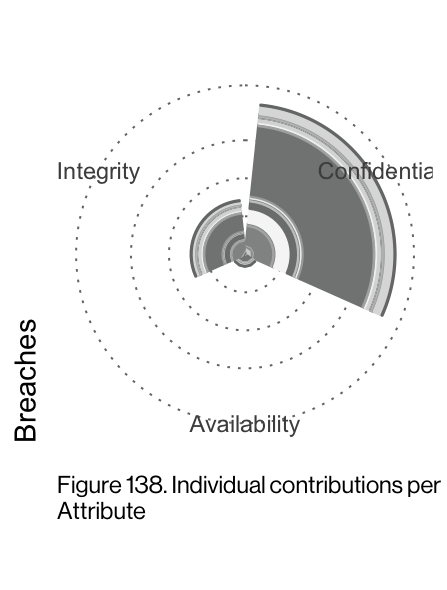 Integrity
Confidentia
Breaches
Availability
Figure 138. Individual contributions per
Attribute